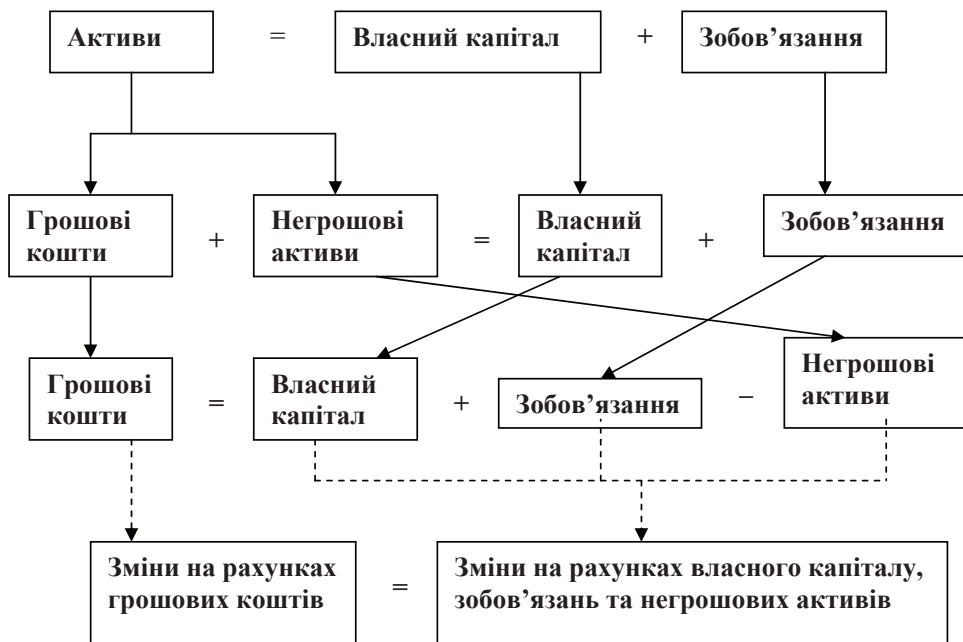 Активи = Власний капітал + Зобов’язання
Грошові кошти + Негрошові активи = Власний капітал + Зобов’язання
Грошові кошти = Власний капітал + Зобов’язання – Негрошові активи
Зміни на рахунках грошових коштів = Зміни на рахунках власного капіталу, зобов’язань та негрошових активів